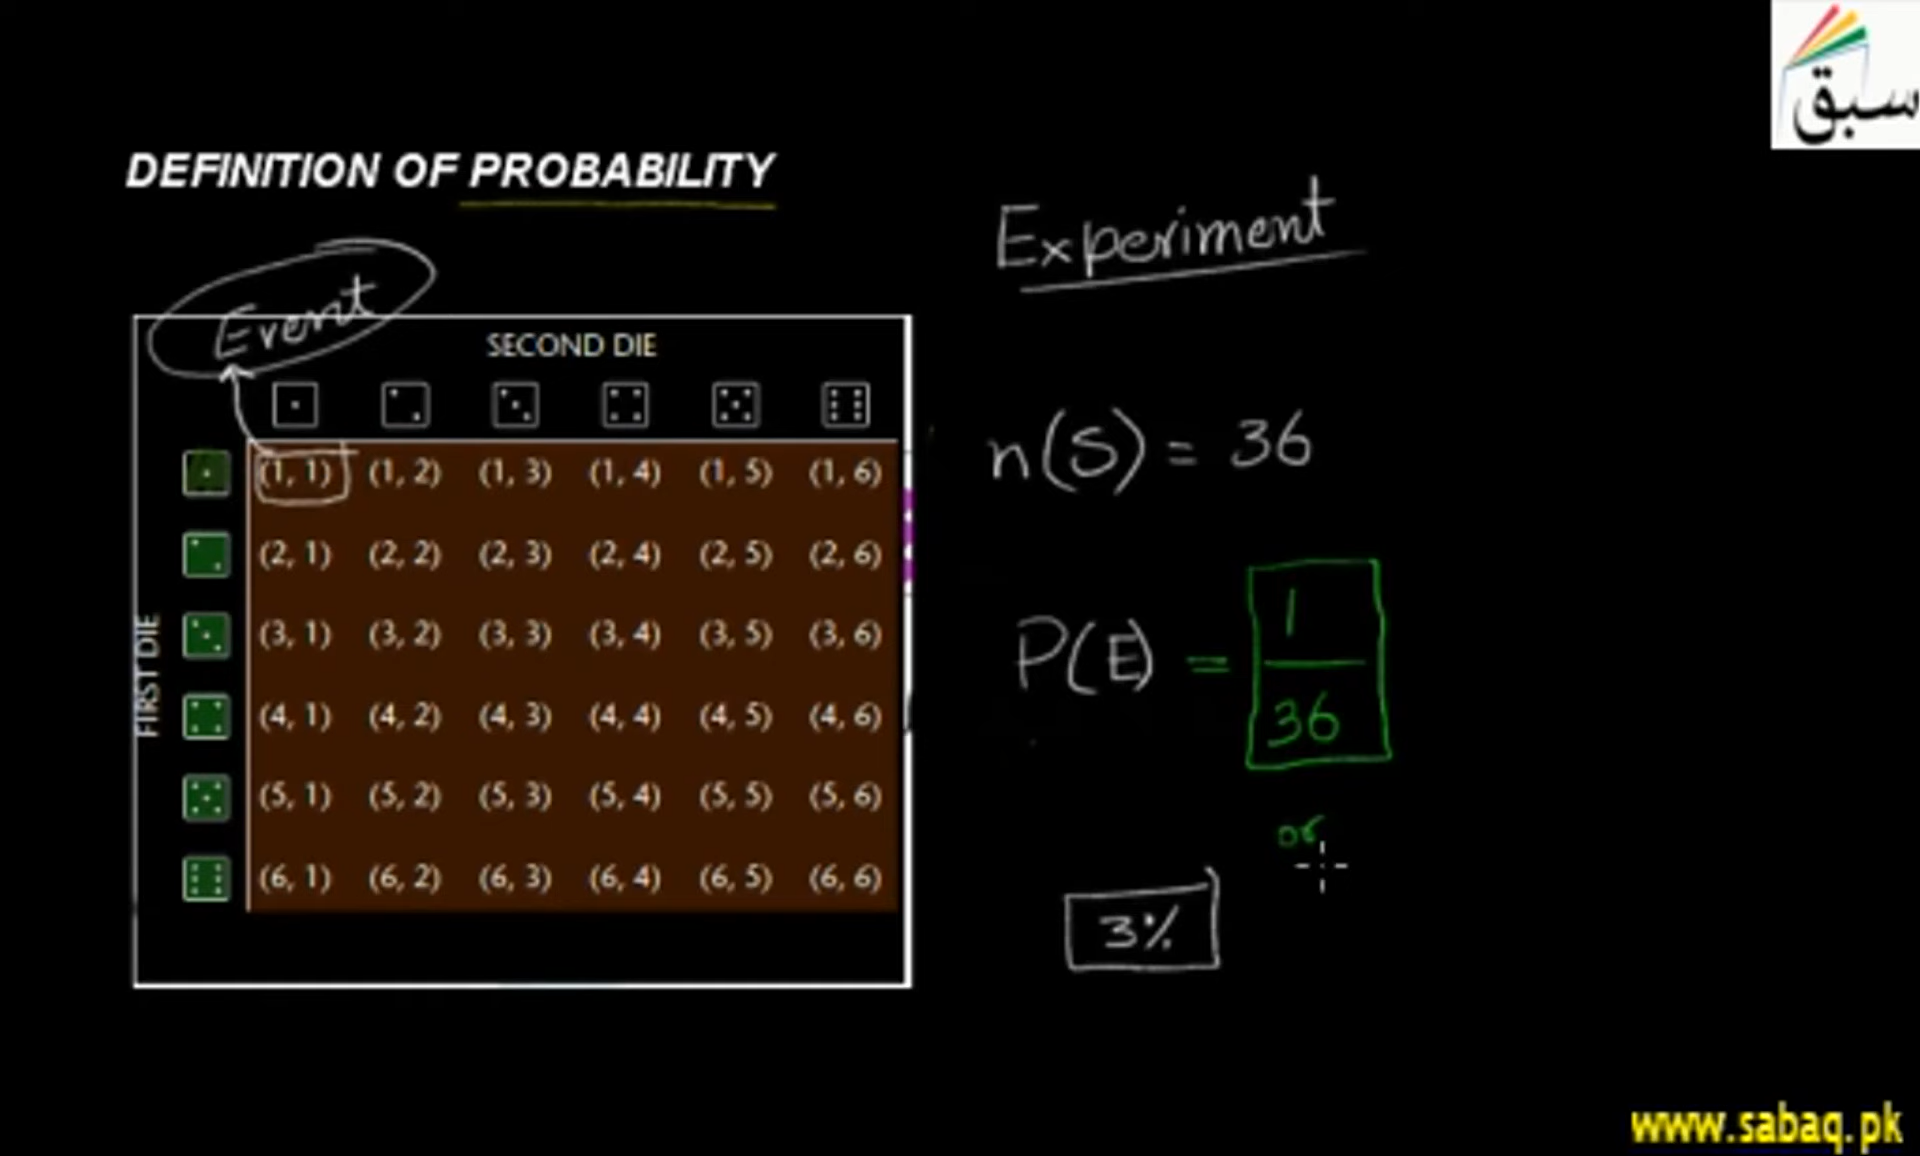 سبق
DEFINITION OF PROBABILITY
Experiment
Event
SECOND DIE
FIRST DIE
(1, 1) (1, 2) (1, 3) (1, 4) (1, 5) (1, 6)
(2, 1) (2, 2) (2, 3) (2, 4) (2, 5) (2, 6)
(3, 1) (3, 2) (3, 3) (3, 4) (3, 5) (3, 6)
(4, 1) (4, 2) (4, 3) (4, 4) (4, 5) (4, 6)
(5, 1) (5, 2) (5, 3) (5, 4) (5, 5) (5, 6)
(6, 1) (6, 2) (6, 3) (6, 4) (6, 5) (6, 6)
n(S) = 36
P(E) = 1/36
or
3%
www.sabaq.pk